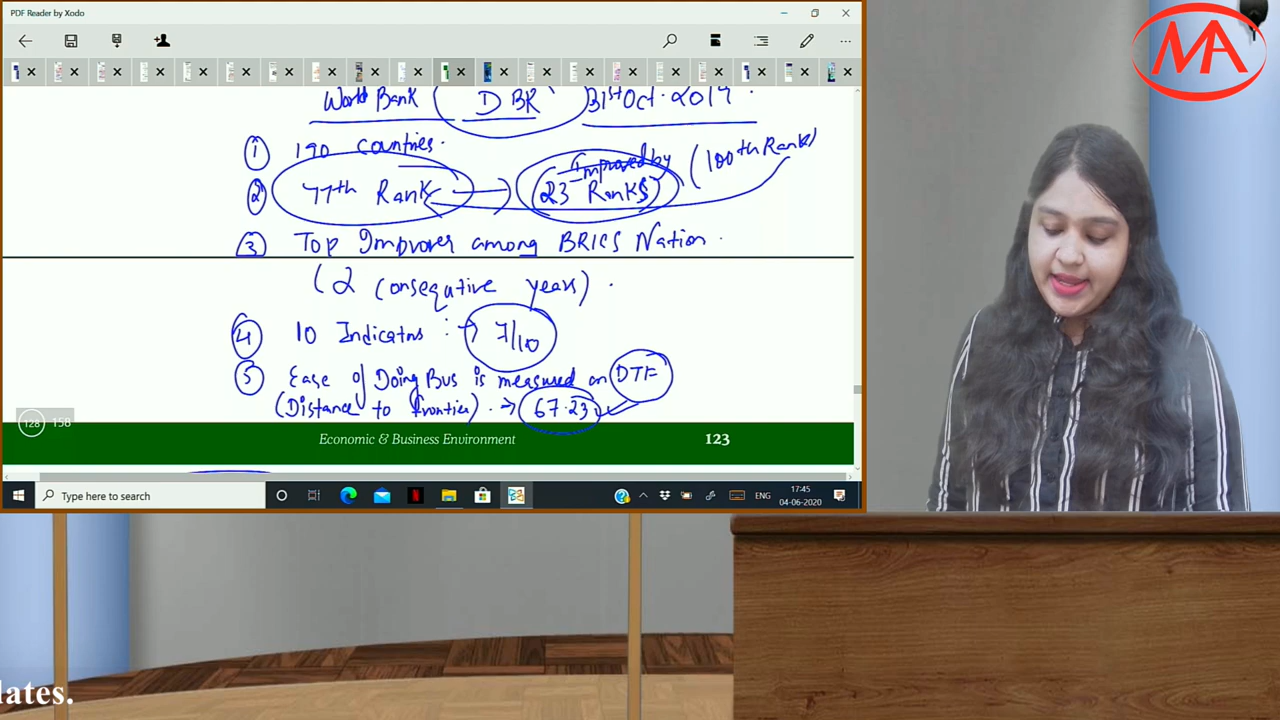 PDF Reader by Xodo
World Bank ( DBR ) 31st Oct. 2019.
① 190 Countries.
② 77th Rank → Improved by 23 Ranks (100th Rank)
③ Top Improver among BRICS Nation.
(2 Consequtive years).
④ 10 Indicators :→ 7/10
⑤ Ease of Doing Bus is measured on DTF
(Distance to frontier). → 67.23.
128 158
Economic & Business Environment 123
Type here to search
ENG
17:45
04-06-2020
MA
lates.